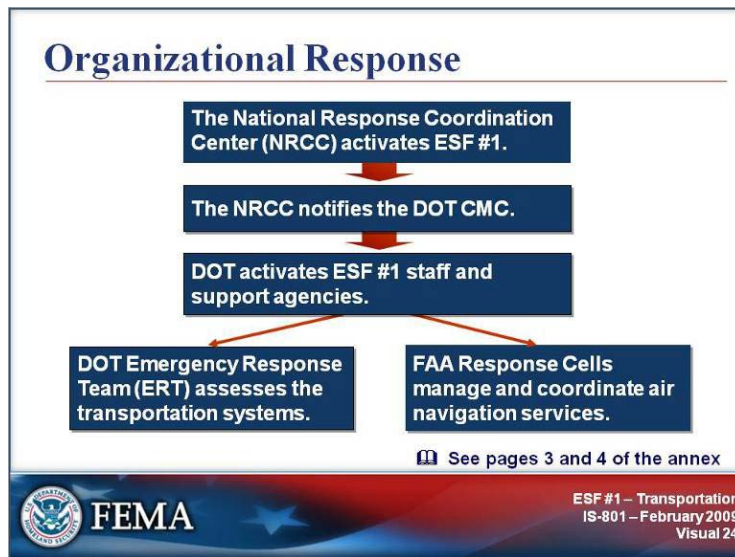 Organizational Response
The National Response Coordination
Center (NRCC) activates ESF #1.
The NRCC notifies the DOT CMC.
DOT activates ESF #1 staff and
support agencies.
DOT Emergency Response
Team (ERT) assesses the
transportation systems.
FAA Response Cells
manage and coordinate air
navigation services.
See pages 3 and 4 of the annex
FEMA
ESF #1 – Transportation
IS-801 – February 2009
Visual 24